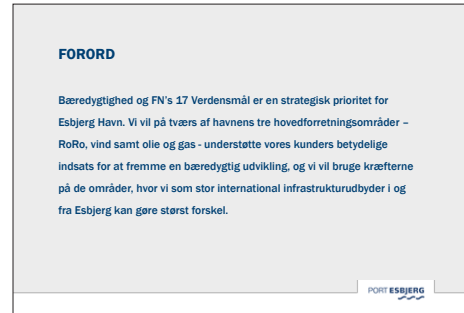 FORORD
Bæredygtighed og FN's 17 Verdensmål er en strategisk prioritet for
Esbjerg Havn. Vi vil på tværs af havnens tre hovedforretningsområder –
RoRo, vind samt olie og gas - understøtte vores kunders betydelige
indsats for at fremme en bæredygtig udvikling, og vi vil bruge kræfterne
på de områder, hvor vi som stor international infrastrukturudbyder i og
fra Esbjerg kan gøre størst forskel.
PORT ESBJERG